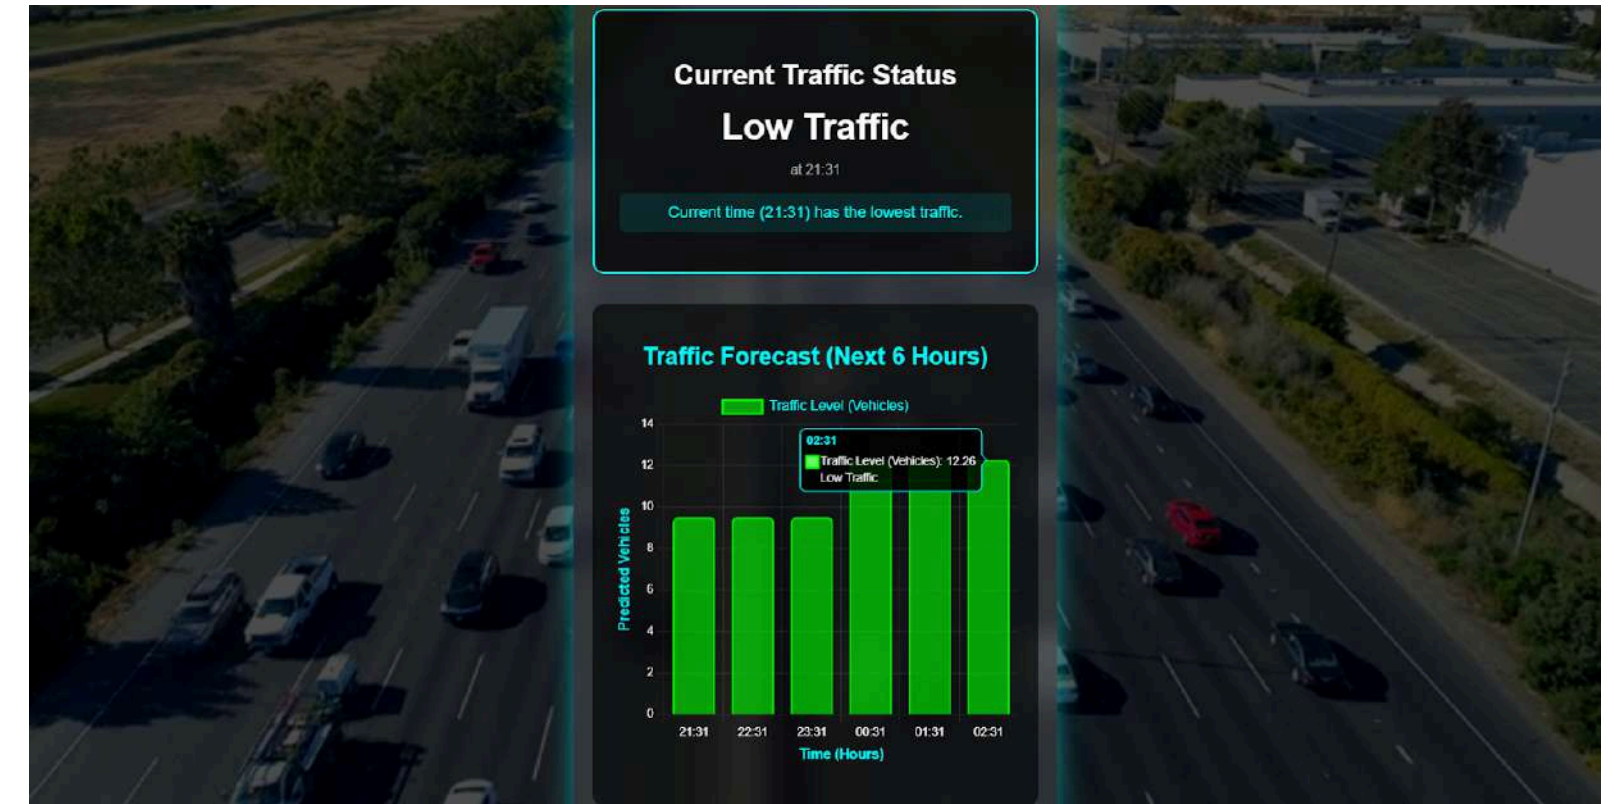 Current Traffic Status
Low Traffic
at 21:31
Current time (21:31) has the lowest traffic.
Traffic Forecast (Next 6 Hours)
Traffic Level (Vehicles)
14
02:31
Traffic Level (Vehicles): 12.26
Low Traffic
12
10
8
6
4
2
0
Predicted Vehicles
21:31 22:31 23:31 00:31 01:31 02:31
Time (Hours)